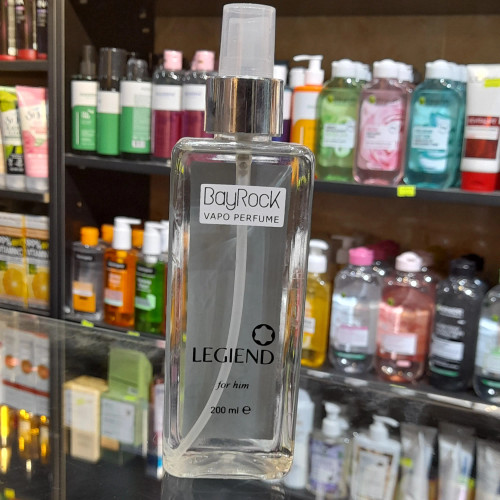 BayRock
VAPO PERFUME
LEGIEND
for him
200 ml ℮